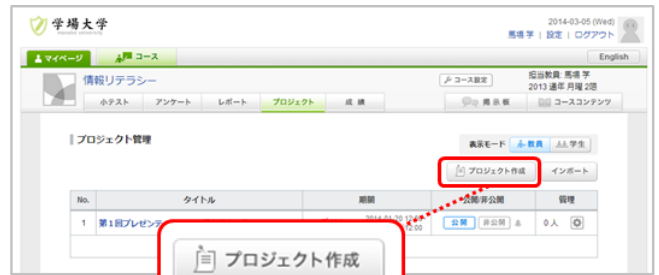 学場大学
2014-03-05 (Wed)
馬場 学 | 設定 | ログアウト
マイページ
コース
English
情報リテラシー
コース設定
担当教員: 馬場 学
2013 通年 月曜 2限
小テスト
アンケート
レポート
プロジェクト
成績
掲示板
コースコンテンツ
プロジェクト管理
表示モード
教員
学生
プロジェクト作成
インポート
No.
タイトル
期間
公開/非公開
管理
1
第1回プレゼンテ
2014-01-20 12:00
12:00
公開
非公開
0人
プロジェクト作成